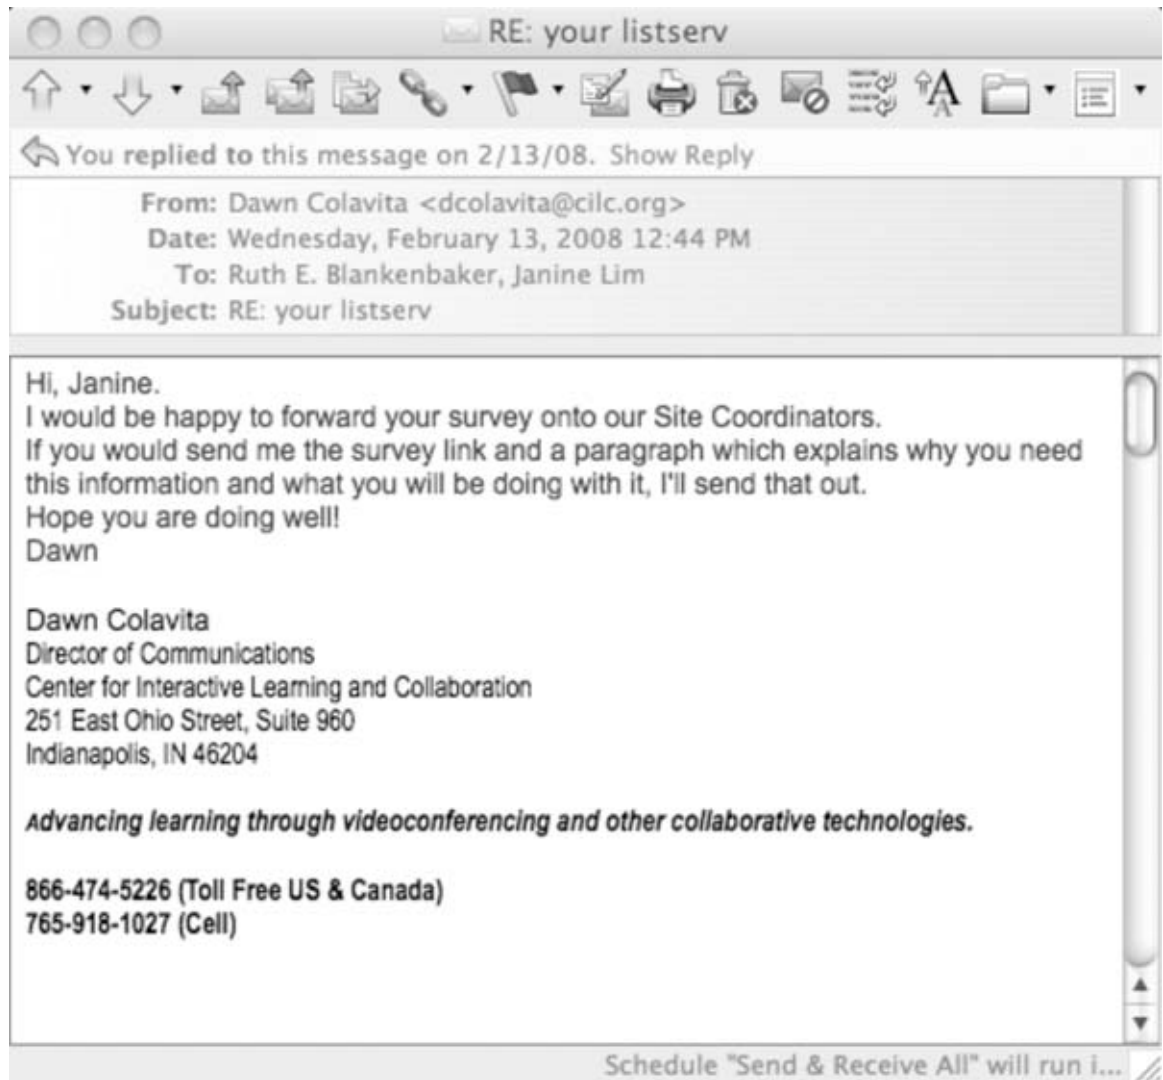 RE: your listserv
You replied to this message on 2/13/08. Show Reply
From: Dawn Colavita <dcolavita@cilc.org>
Date: Wednesday, February 13, 2008 12:44 PM
To: Ruth E. Blankenbaker, Janine Lim
Subject: RE: your listserv
Hi, Janine.
I would be happy to forward your survey onto our Site Coordinators.
If you would send me the survey link and a paragraph which explains why you need
this information and what you will be doing with it, I'll send that out.
Hope you are doing well!
Dawn
Dawn Colavita
Director of Communications
Center for Interactive Learning and Collaboration
251 East Ohio Street, Suite 960
Indianapolis, IN 46204
Advancing learning through videoconferencing and other collaborative technologies.
866-474-5226 (Toll Free US & Canada)
765-918-1027 (Cell)
Schedule "Send & Receive All" will run i...